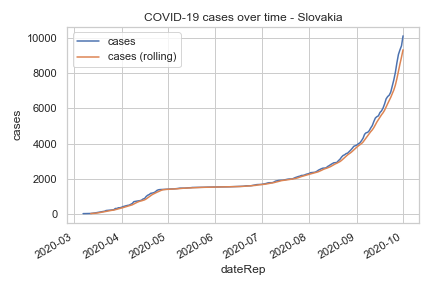 COVID-19 cases over time - Slovakia
cases
cases (rolling)
10000
8000
6000
4000
2000
0
cases
2020-03
2020-04
2020-05
2020-06
2020-07
2020-08
2020-09
2020-10
dateRep